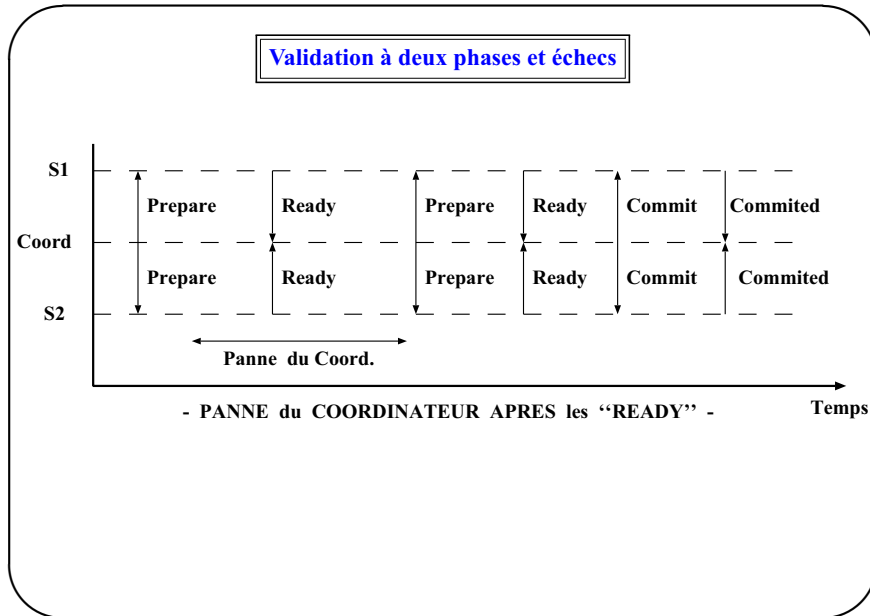 Validation à deux phases et échecs
S1
Prepare Ready Prepare Ready Commit Commited
Coord
Prepare Ready Prepare Ready Commit Commited
S2
Panne du Coord.
- PANNE du COORDINATEUR APRES les ‘‘READY’’ -
Temps